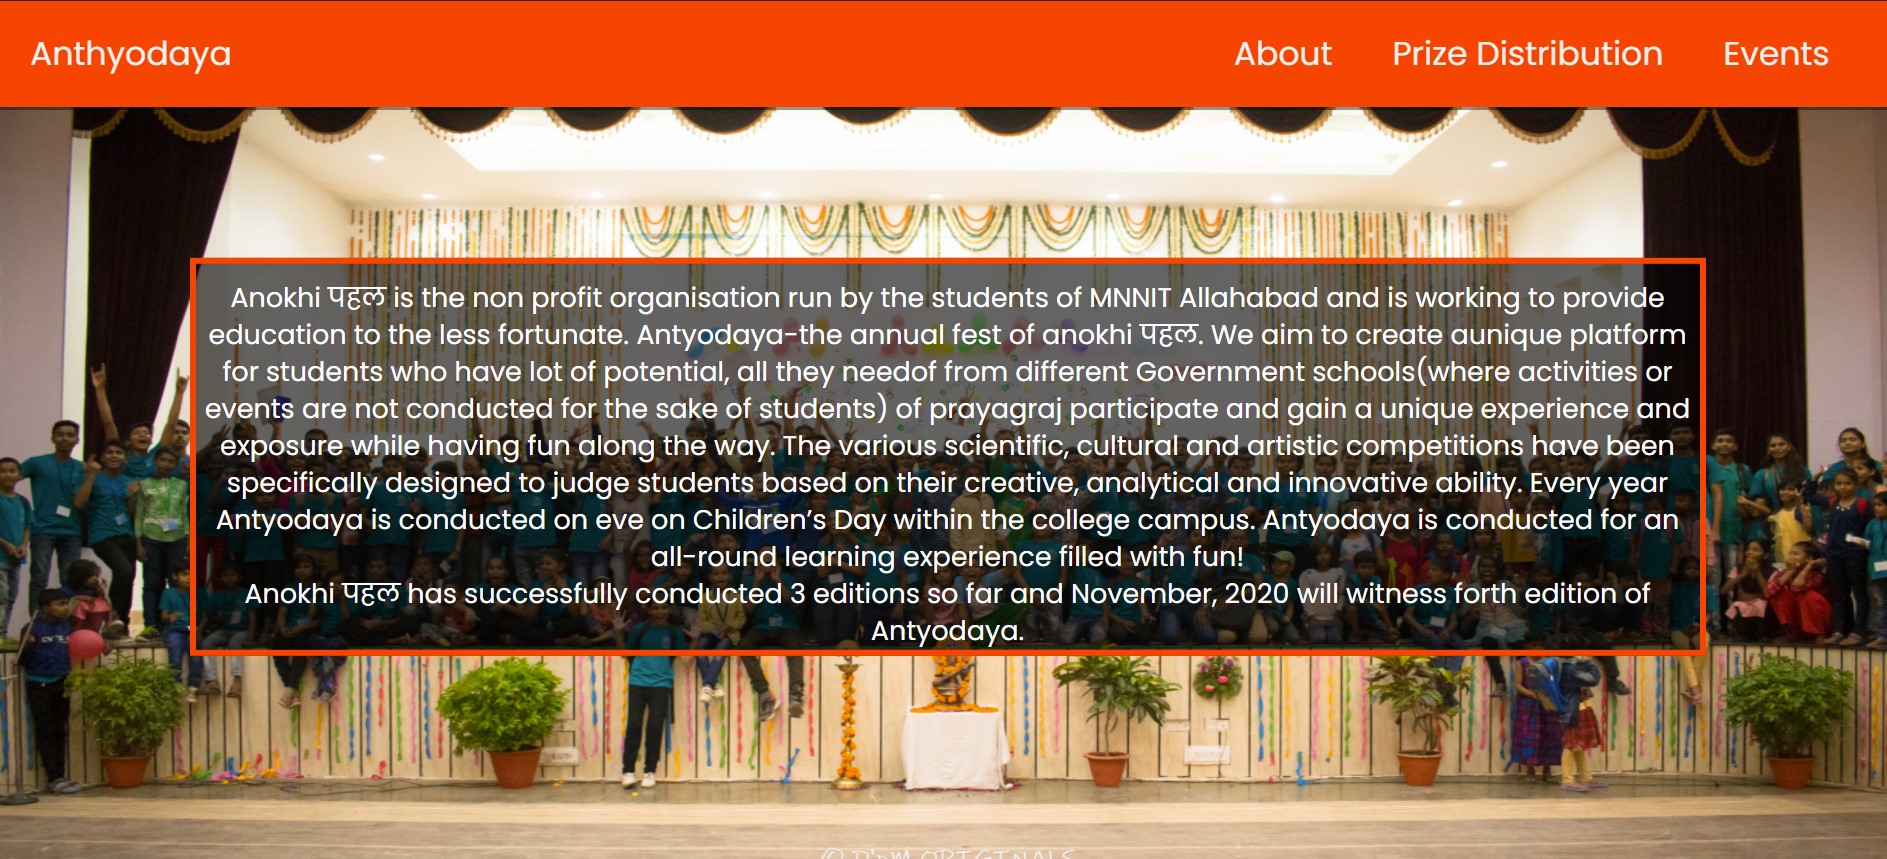 Anthyodaya
About
Prize Distribution
Events
Anokhi पहल is the non profit organisation run by the students of MNNIT Allahabad and is working to provide
education to the less fortunate. Antyodaya-the annual fest of anokhi पहल. We aim to create aunique platform
for students who have lot of potential, all they needof from different Government schools(where activities or
events are not conducted for the sake of students) of prayagraj participate and gain a unique experience and
exposure while having fun along the way. The various scientific, cultural and artistic competitions have been
specifically designed to judge students based on their creative, analytical and innovative ability. Every year
Antyodaya is conducted on eve on Children’s Day within the college campus. Antyodaya is conducted for an
all-round learning experience filled with fun!
Anokhi पहल has successfully conducted 3 editions so far and November, 2020 will witness forth edition of
Antyodaya.